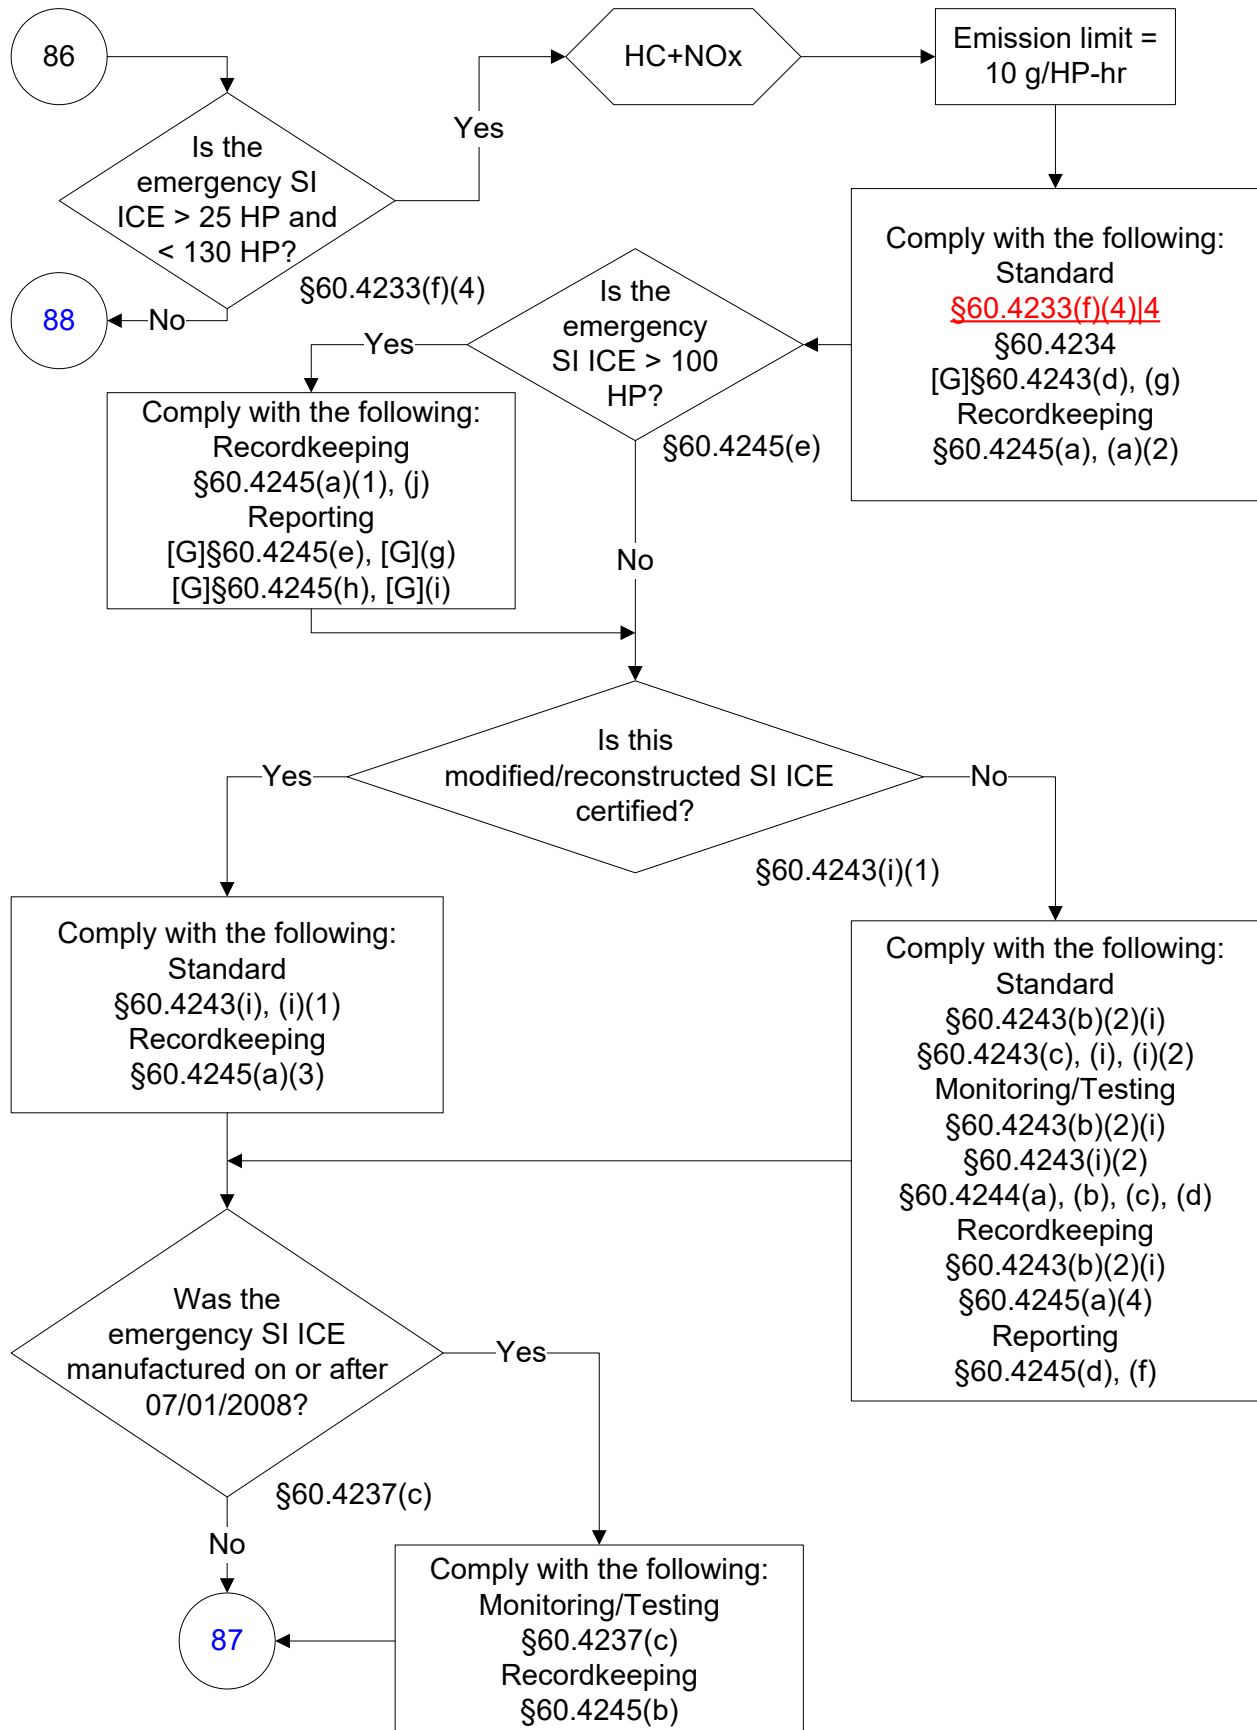 86
Is the
emergency SI
ICE > 25 HP and
< 130 HP?
Yes
HC+NOx
Emission limit =
10 g/HP-hr
§60.4233(f)(4)
No
88
Comply with the following:
Standard
§60.4233(f)(4)|4
§60.4234
[G]§60.4243(d), (g)
Recordkeeping
§60.4245(a), (a)(2)
Is the
emergency
SI ICE > 100
HP?
§60.4245(e)
Yes
Comply with the following:
Recordkeeping
§60.4245(a)(1), (j)
Reporting
[G]§60.4245(e), [G](g)
[G]§60.4245(h), [G](i)
No
Is this
modified/reconstructed SI ICE
certified?
§60.4243(i)(1)
Yes
No
Comply with the following:
Standard
§60.4243(i), (i)(1)
Recordkeeping
§60.4245(a)(3)
Comply with the following:
Standard
§60.4243(b)(2)(i)
§60.4243(c), (i), (i)(2)
Monitoring/Testing
§60.4243(b)(2)(i)
§60.4243(i)(2)
§60.4244(a), (b), (c), (d)
Recordkeeping
§60.4243(b)(2)(i)
§60.4245(a)(4)
Reporting
§60.4245(d), (f)
Was the
emergency SI ICE
manufactured on or after
07/01/2008?
§60.4237(c)
Yes
No
87
Comply with the following:
Monitoring/Testing
§60.4237(c)
Recordkeeping
§60.4245(b)